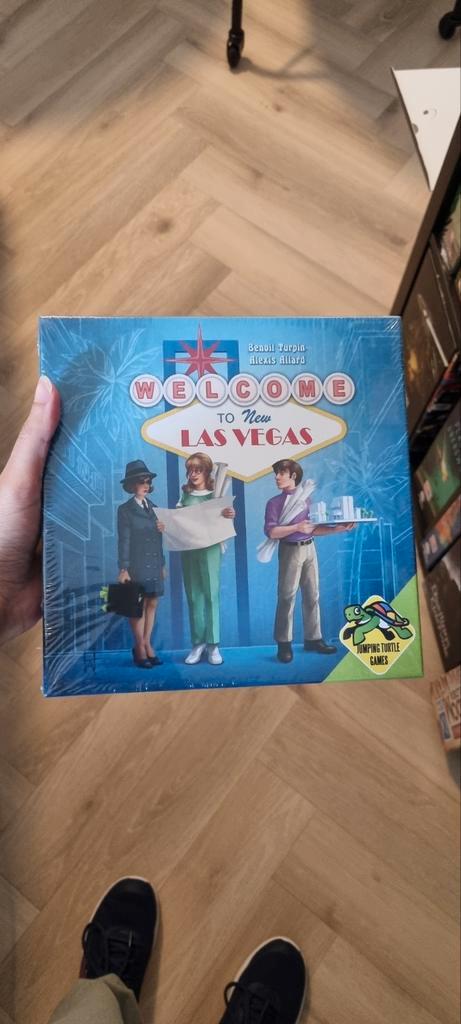 Benoit Turpin
Alexis Allard
WELCOME
TO New
LAS VEGAS
JUMPING TURTLE
GAMES